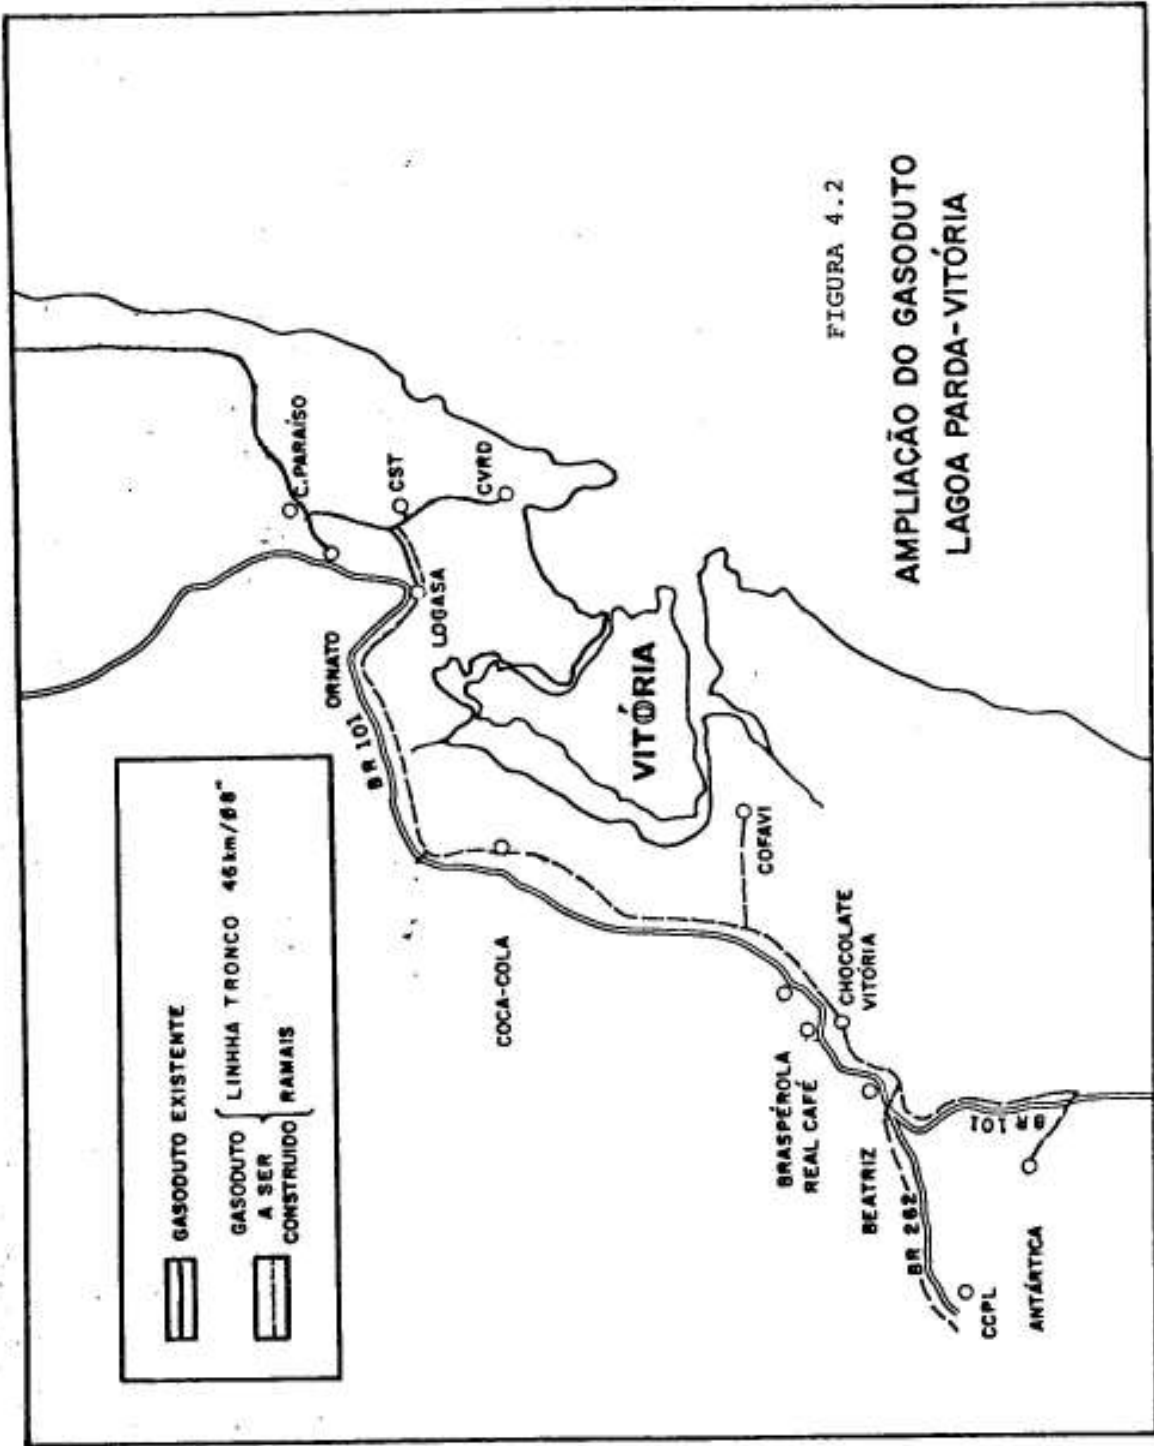 GASODUTO EXISTENTE
GASODUTO
A SER
CONSTRUIDO
LINHHA TRONCO 46 km/Ø8"
RAMAIS
BR 101
ORNATO
C. PARAÍSO
CST
CVRD
LOGASA
COCA-COLA
VITÓRIA
COFAVI
CHOCOLATE
VITÓRIA
BRASPÉROLA
REAL CAFÉ
BEATRIZ
BR 262
BR 101
CCPL
ANTÁRTICA
FIGURA 4.2
AMPLIAÇÃO DO GASODUTO
LAGOA PARDA-VITÓRIA